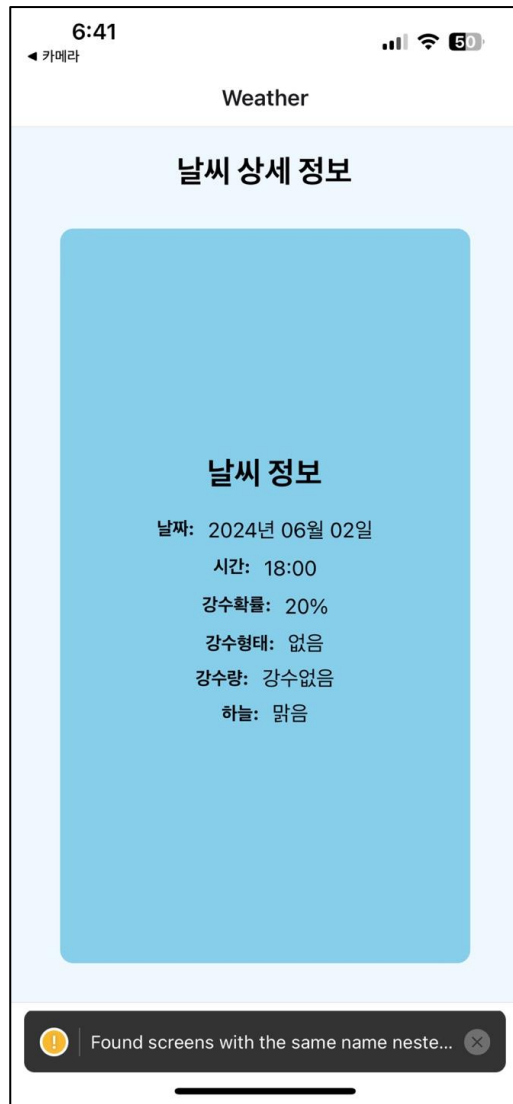 6:41
◀ 카메라
50
Weather
날씨 상세 정보
날씨 정보
날짜: 2024년 06월 02일
시간: 18:00
강수확률: 20%
강수형태: 없음
강수량: 강수없음
하늘: 맑음
! Found screens with the same name neste...